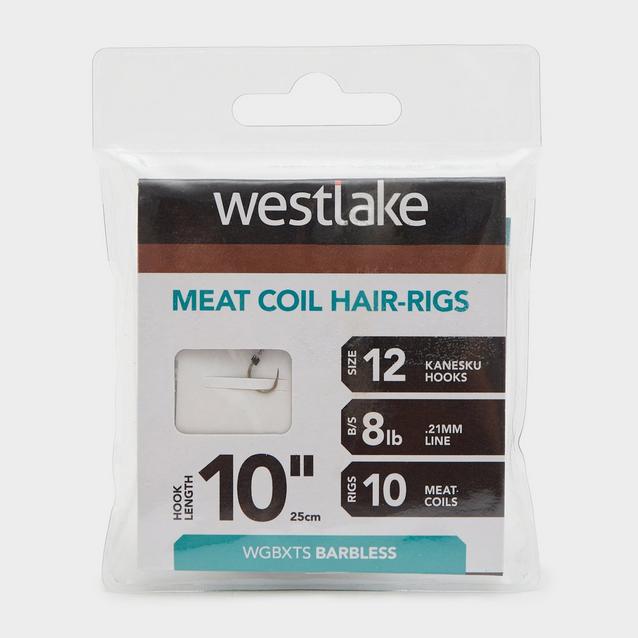 westlake
MEAT COIL HAIR-RIGS
SIZE 12 KANESKU
HOOKS
B/S 8lb .21MM
LINE
RIGS 10 MEAT-
COILS
HOOK
LENGTH
10"
25cm
WGBXTS BARBLESS